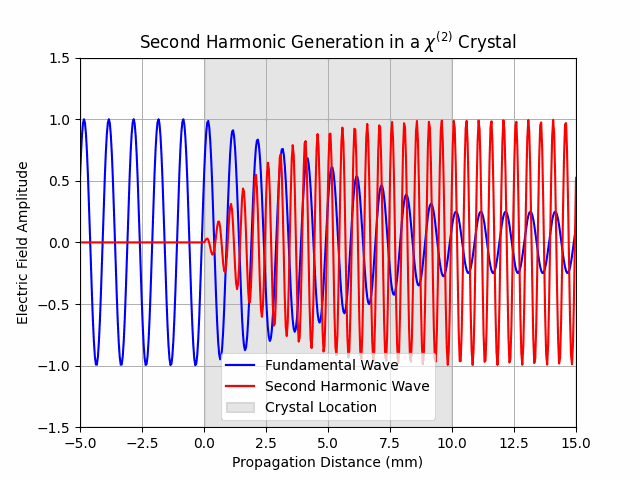 Second Harmonic Generation in a χ⁽²⁾ Crystal
Electric Field Amplitude
1.5
1.0
0.5
0.0
−0.5
−1.0
−1.5
Fundamental Wave
Second Harmonic Wave
Crystal Location
−5.0 −2.5 0.0 2.5 5.0 7.5 10.0 12.5 15.0
Propagation Distance (mm)